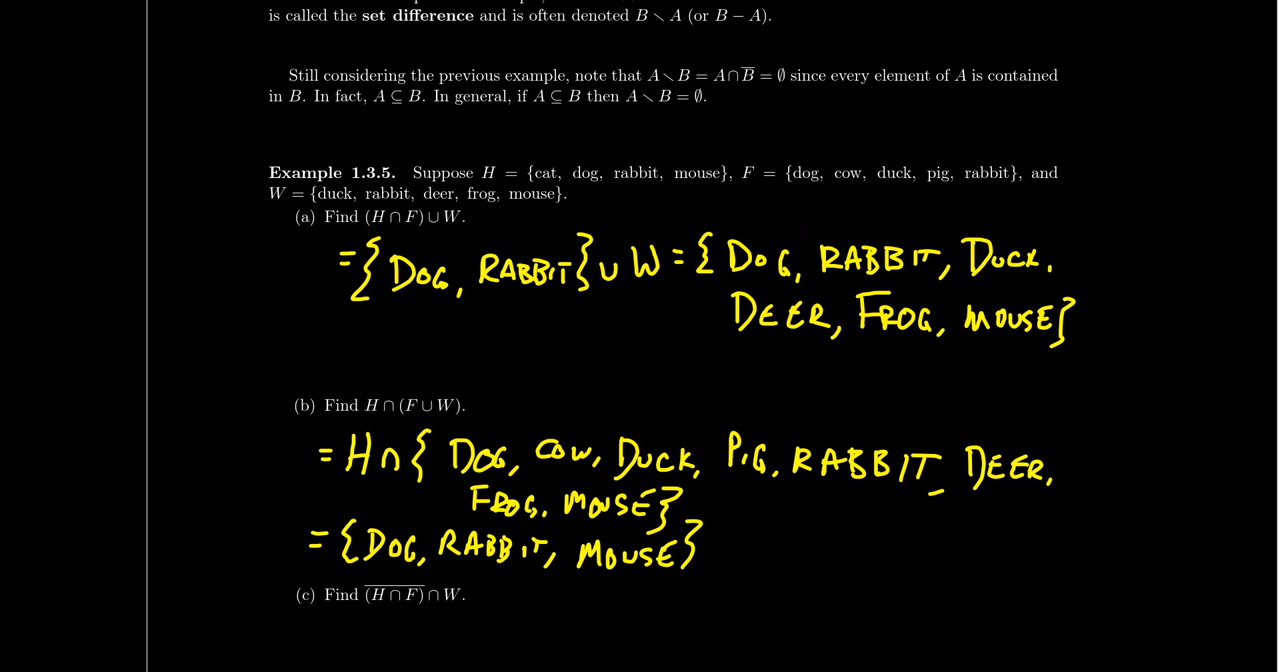 is called the set difference and is often denoted B ∖ A (or B − A).
Still considering the previous example, note that A ∖ B = A ∩ B̅ = ∅ since every element of A is contained
in B. In fact, A ⊆ B. In general, if A ⊆ B then A ∖ B = ∅.
Example 1.3.5. Suppose H = {cat, dog, rabbit, mouse}, F = {dog, cow, duck, pig, rabbit}, and
W = {duck, rabbit, deer, frog, mouse}.
(a) Find (H ∩ F) ∪ W.
= { DOG, RABBIT} ∪ W = { DOG, RABBIT, DUCK,
DEER, FROG, MOUSE}
(b) Find H ∩ (F ∪ W).
= H ∩ { DOG, COW, DUCK, PIG, RABBIT, DEER,
FROG, MOUSE}
= {DOG, RABBIT, MOUSE}
(c) Find \overline{(H ∩ F)} ∩ W.